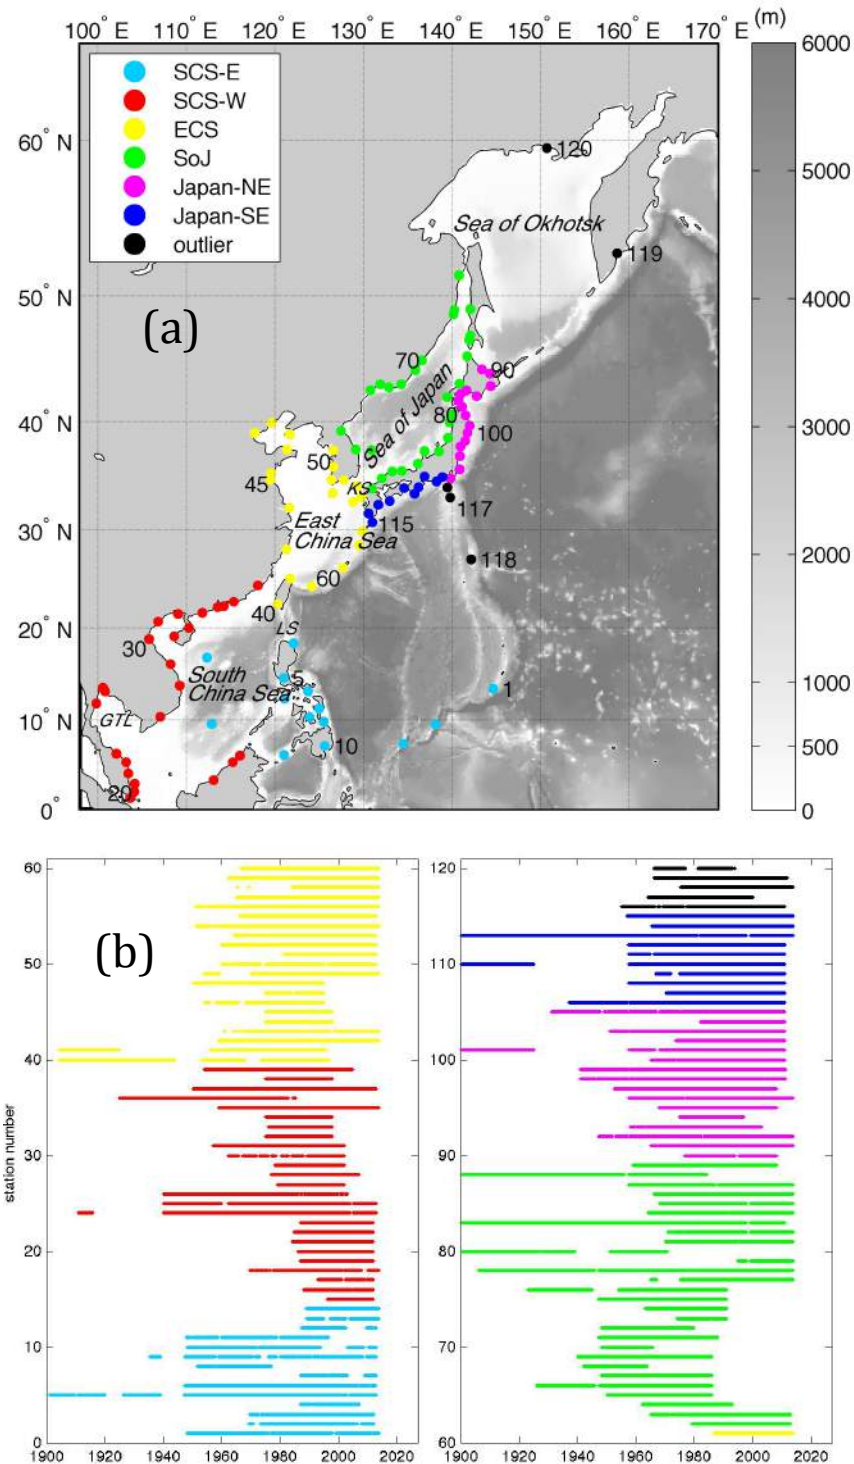 100° E 110° E 120° E 130° E 140° E 150° E 160° E 170° E (m)
SCS-E
SCS-W
ECS
SoJ
Japan-NE
Japan-SE
outlier
(a)
60° N
50° N
40° N
30° N
20° N
10° N
0°
120
Sea of Okhotsk
119
70
90
Sea of Japan
80
100
50
45
KS
117
115
East
China Sea
118
60
40
LS
30
South
China Sea
5
1
GTL
10
20
6000
5000
4000
3000
2000
1000
500
0
(b)
station number
60
50
40
30
20
10
0
1900 1920 1940 1960 1980 2000 2020
120
110
100
90
80
70
60
1900 1920 1940 1960 1980 2000 2020